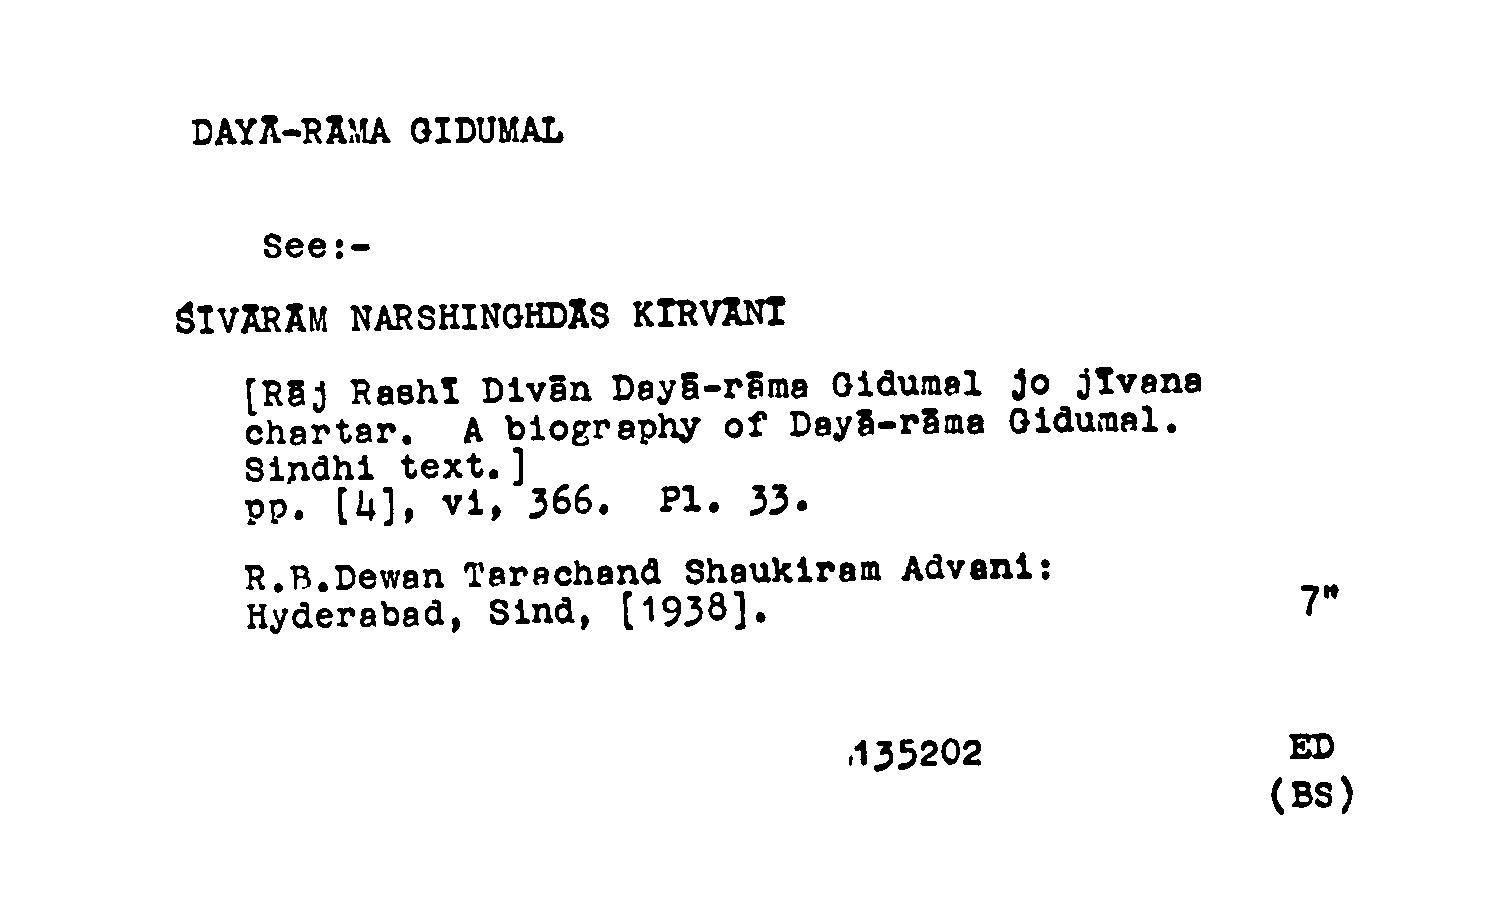 DAYĀ-RĀMA GIDUMAL
See:-
ŚĪVĀRĀM NARSHINGHDĀS KĪRVĀNĪ
[Rāj Rashī Divān Dayā-rāma Gidumal jo jīvana
chartar. A biography of Dayā-rāma Gidumal.
Sindhi text.]
pp. [4], vi, 366. Pl. 33.
R.B.Dewan Tarachand Shaukiram Advani:
Hyderabad, Sind, [1938].
7"
135202
ED
(BS)